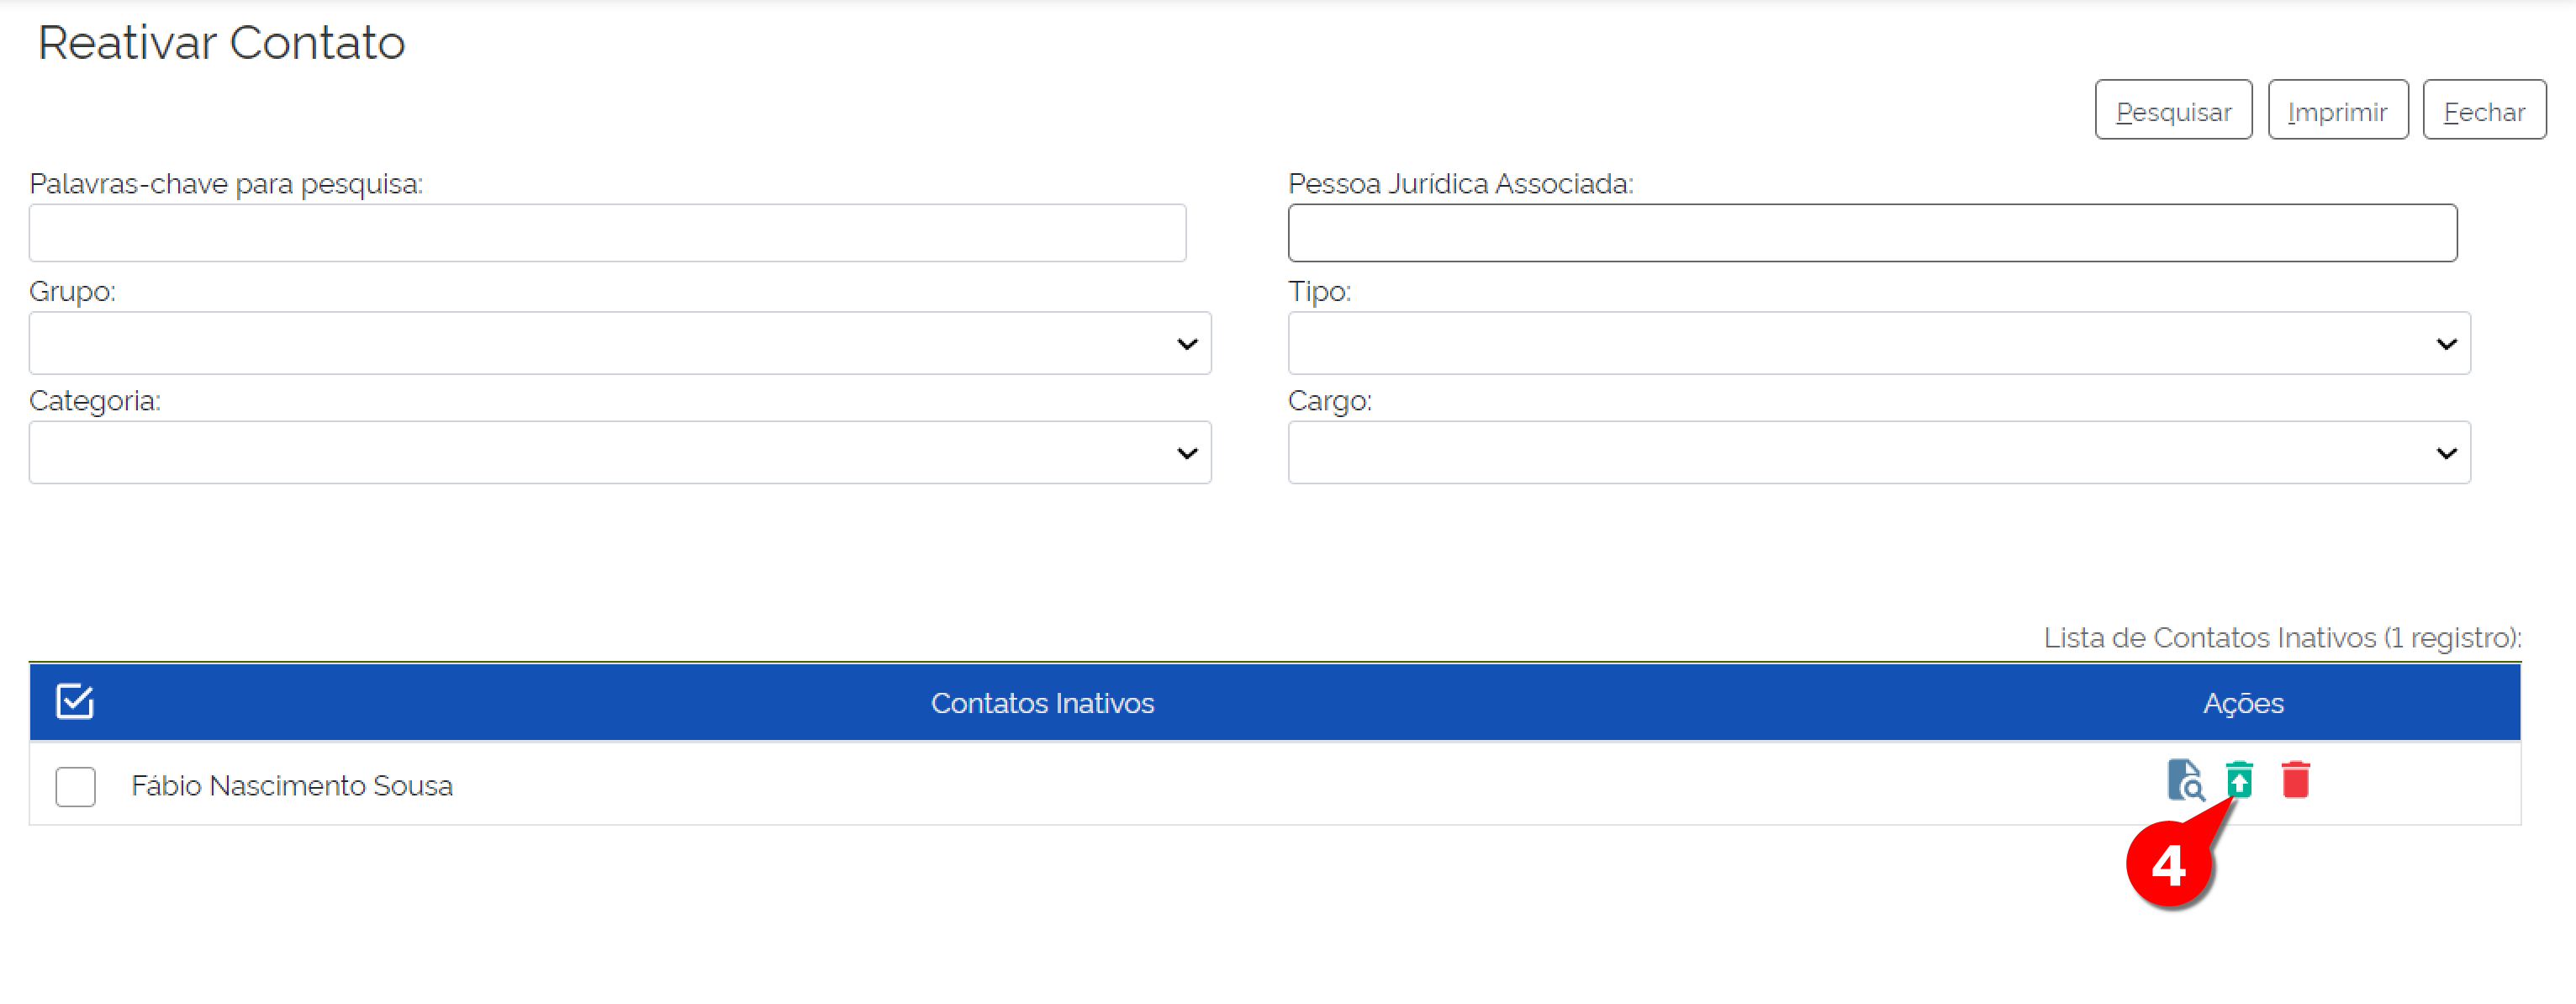 Reativar Contato
Pesquisar Imprimir Fechar
Palavras-chave para pesquisa: Pessoa Jurídica Associada:
Grupo: Tipo:
Categoria: Cargo:
Lista de Contatos Inativos (1 registro):
Contatos Inativos Ações
Fábio Nascimento Sousa
4